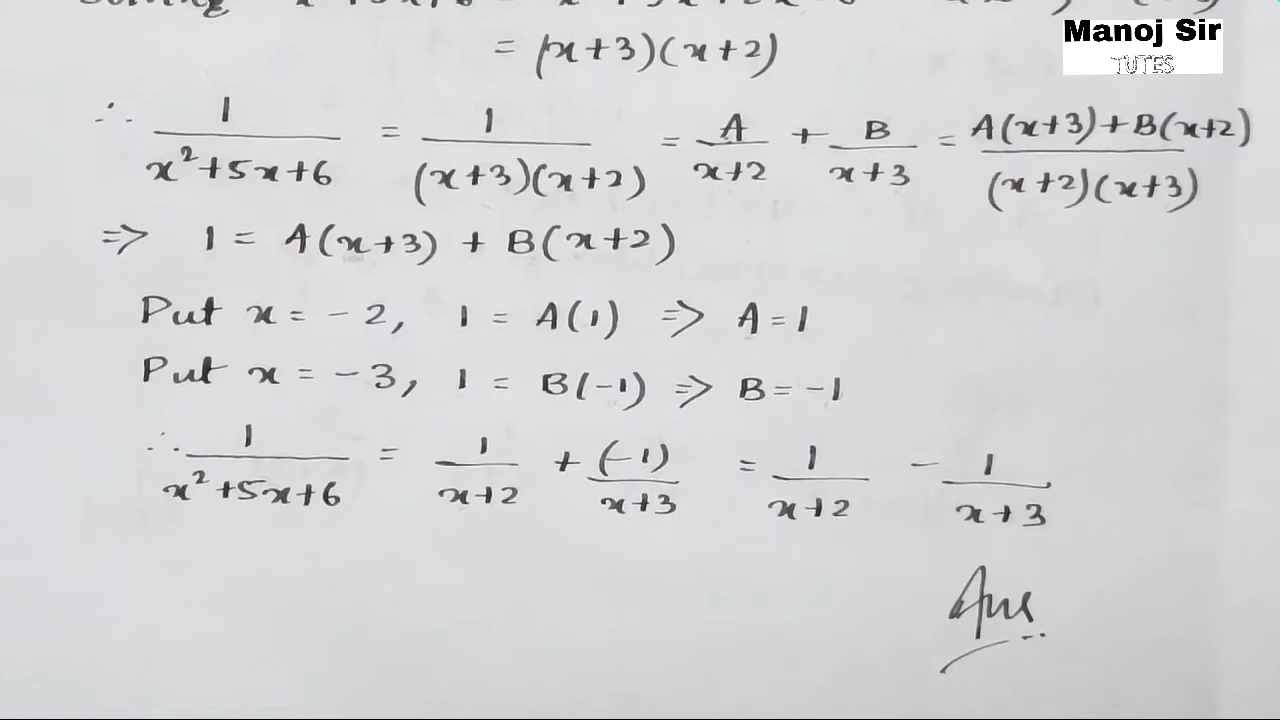 Manoj Sir
TUTES
= (x+3)(x+2)
∴ 1/(x²+5x+6) = 1/((x+3)(x+2)) = A/(x+2) + B/(x+3) = (A(x+3)+B(x+2))/((x+2)(x+3))
=> 1 = A(x+3) + B(x+2)
Put x = -2, 1 = A(1) => A=1
Put x = -3, 1 = B(-1) => B=-1
∴ 1/(x²+5x+6) = 1/(x+2) + (-1)/(x+3) = 1/(x+2) - 1/(x+3)
Ans